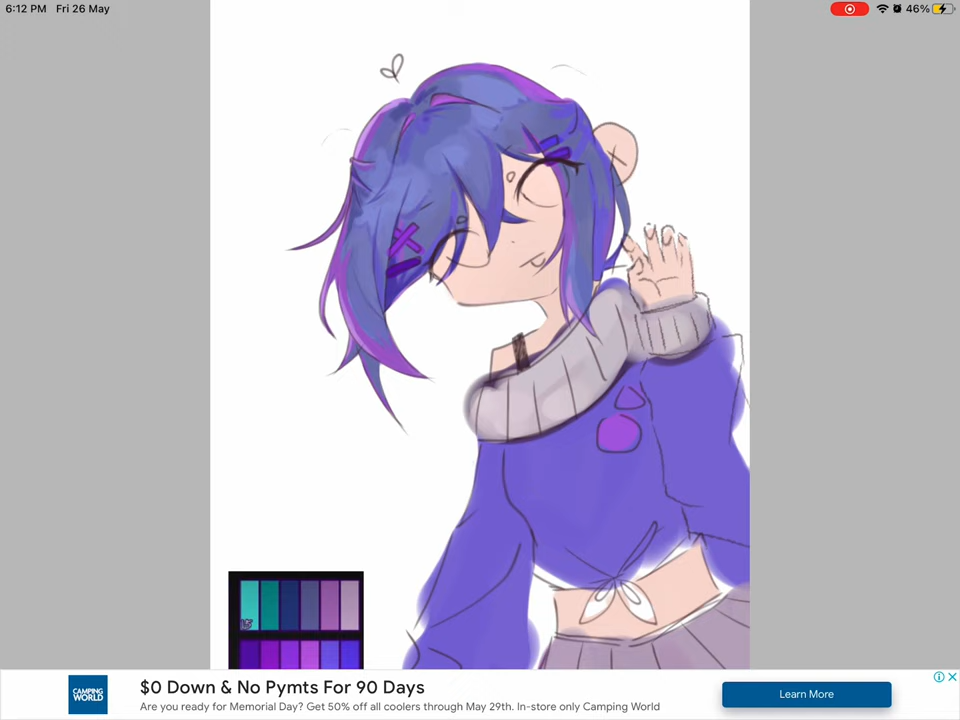 6:12 PM Fri 26 May
46%
15
CAMPING
WORLD
$0 Down & No Pymts For 90 Days
Are you ready for Memorial Day? Get 50% off all coolers through May 29th. In-store only Camping World
Learn More